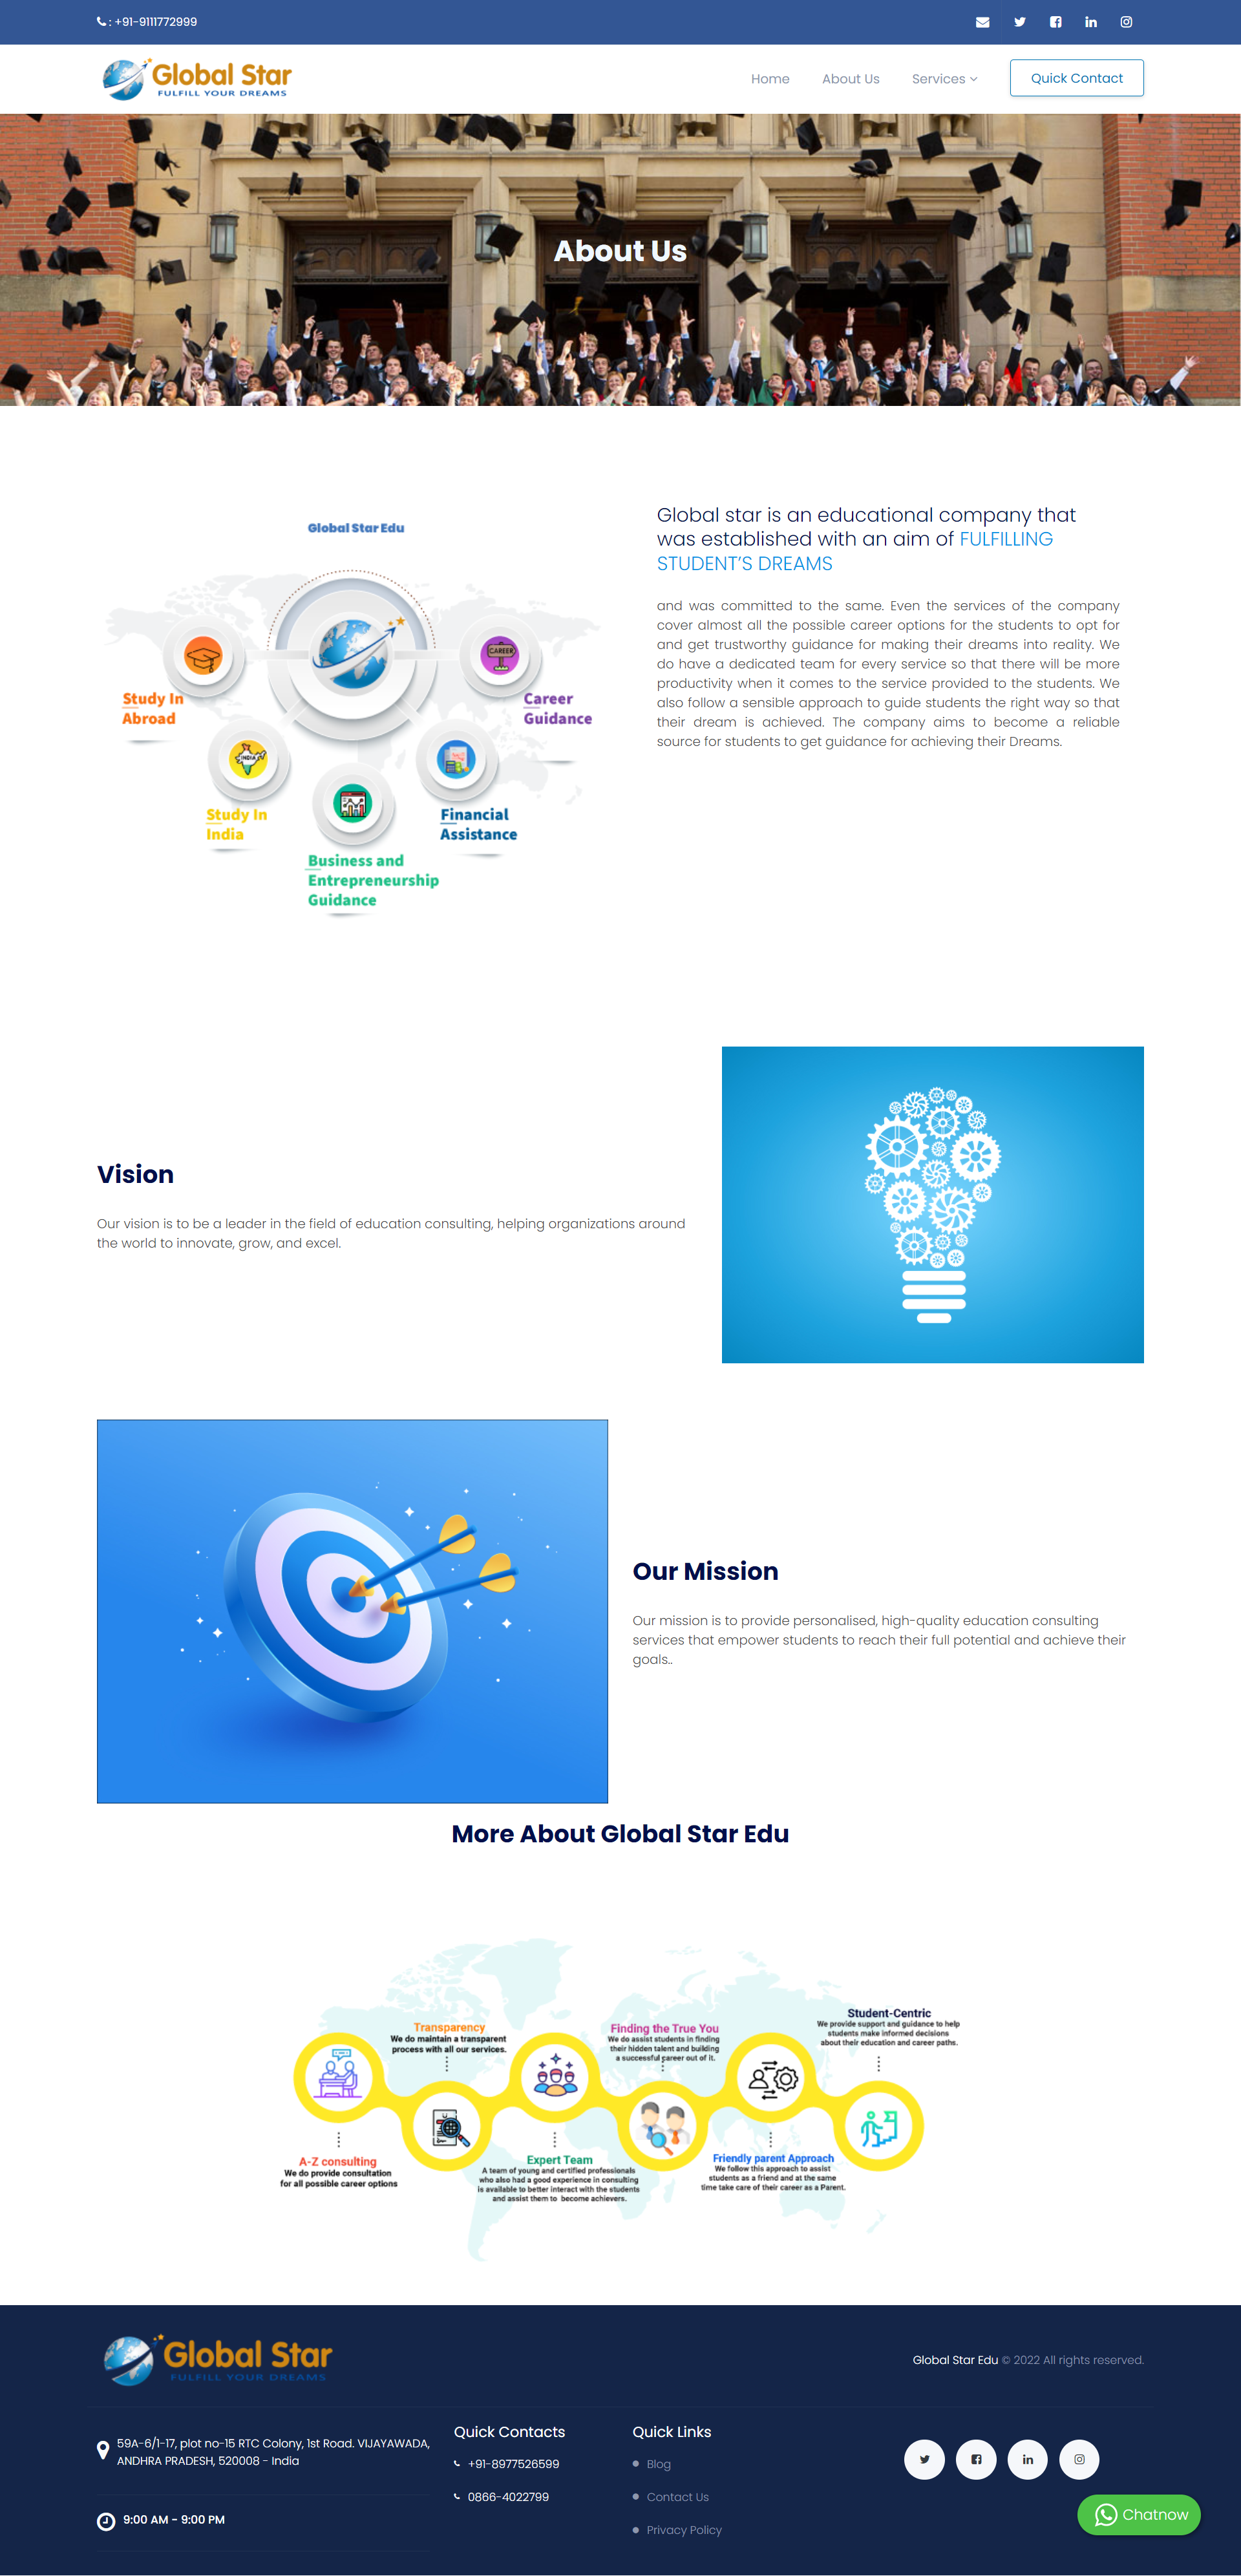 : +91-9111772999
Global Star
FULFILL YOUR DREAMS
Home
About Us
Services
Quick Contact
About Us
Global Star Edu
CAREER
Study In
Abroad
Career
Guidance
INDIA
Study In
India
Financial
Assistance
Business and
Entrepreneurship
Guidance
Global star is an educational company that
was established with an aim of FULFILLING
STUDENT'S DREAMS
and was committed to the same. Even the services of the company
cover almost all the possible career options for the students to opt for
and get trustworthy guidance for making their dreams into reality. We
do have a dedicated team for every service so that there will be more
productivity when it comes to the service provided to the students. We
also follow a sensible approach to guide students the right way so that
their dream is achieved. The company aims to become a reliable
source for students to get guidance for achieving their Dreams.
Vision
Our vision is to be a leader in the field of education consulting, helping organizations around
the world to innovate, grow, and excel.
Our Mission
Our mission is to provide personalised, high-quality education consulting
services that empower students to reach their full potential and achieve their
goals..
More About Global Star Edu
Transparency
We do maintain a transparent
process with all our services.
Finding the True You
We do assist students in finding
their hidden talent and building
a successful career out of it.
Student-Centric
We provide support and guidance to help
students make informed decisions
about their education and career paths.
A-Z consulting
We do provide consultation
for all possible career options
Expert Team
A team of young and certified professionals
who also had a good experience in consulting
is available to better interact with the students
and assist them to become achievers.
Friendly parent Approach
We follow this approach to assist
students as a friend and at the same
time take care of their career as a Parent.
Global Star
FULFILL YOUR DREAMS
Global Star Edu © 2022 All rights reserved.
59A-6/1-17, plot no-15 RTC Colony, 1st Road. VIJAYAWADA,
ANDHRA PRADESH, 520008 - India
9:00 AM - 9:00 PM
Quick Contacts
+91-8977526599
0866-4022799
Quick Links
Blog
Contact Us
Privacy Policy
Chatnow